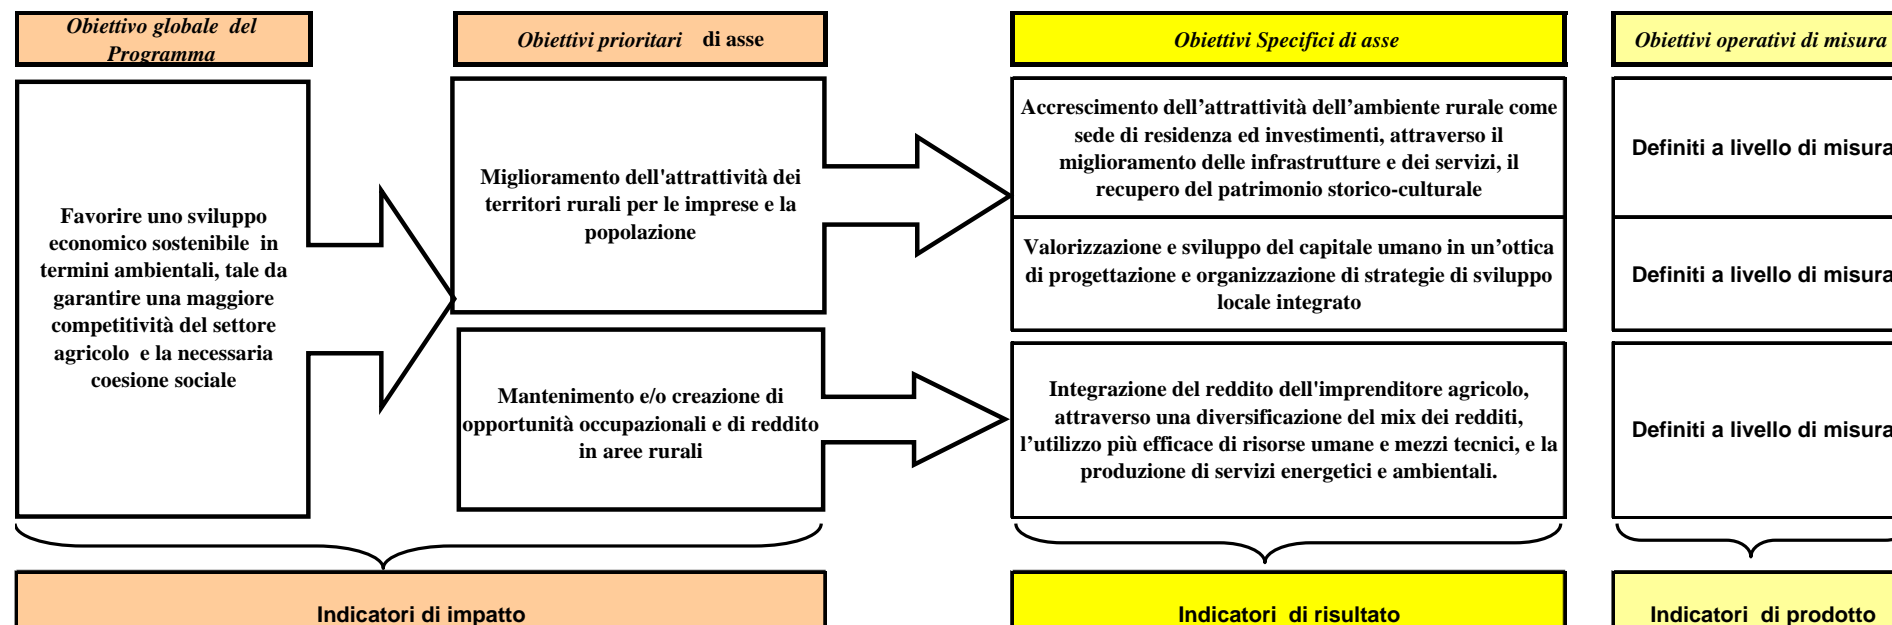 Obiettivo globale del
Programma
Obiettivi prioritari di asse
Obiettivi Specifici di asse
Obiettivi operativi di misura
Favorire uno sviluppo
economico sostenibile in
termini ambientali, tale da
garantire una maggiore
competitività del settore
agricolo e la necessaria
coesione sociale
Miglioramento dell'attrattività dei
territori rurali per le imprese e la
popolazione
Mantenimento e/o creazione di
opportunità occupazionali e di reddito
in aree rurali
Accrescimento dell’attrattività dell’ambiente rurale come
sede di residenza ed investimenti, attraverso il
miglioramento delle infrastrutture e dei servizi, il
recupero del patrimonio storico-culturale
Valorizzazione e sviluppo del capitale umano in un’ottica
di progettazione e organizzazione di strategie di sviluppo
locale integrato
Integrazione del reddito dell'imprenditore agricolo,
attraverso una diversificazione del mix dei redditi,
l’utilizzo più efficace di risorse umane e mezzi tecnici, e la
produzione di servizi energetici e ambientali.
Definiti a livello di misura
Definiti a livello di misura
Definiti a livello di misura
Indicatori di impatto
Indicatori di risultato
Indicatori di prodotto